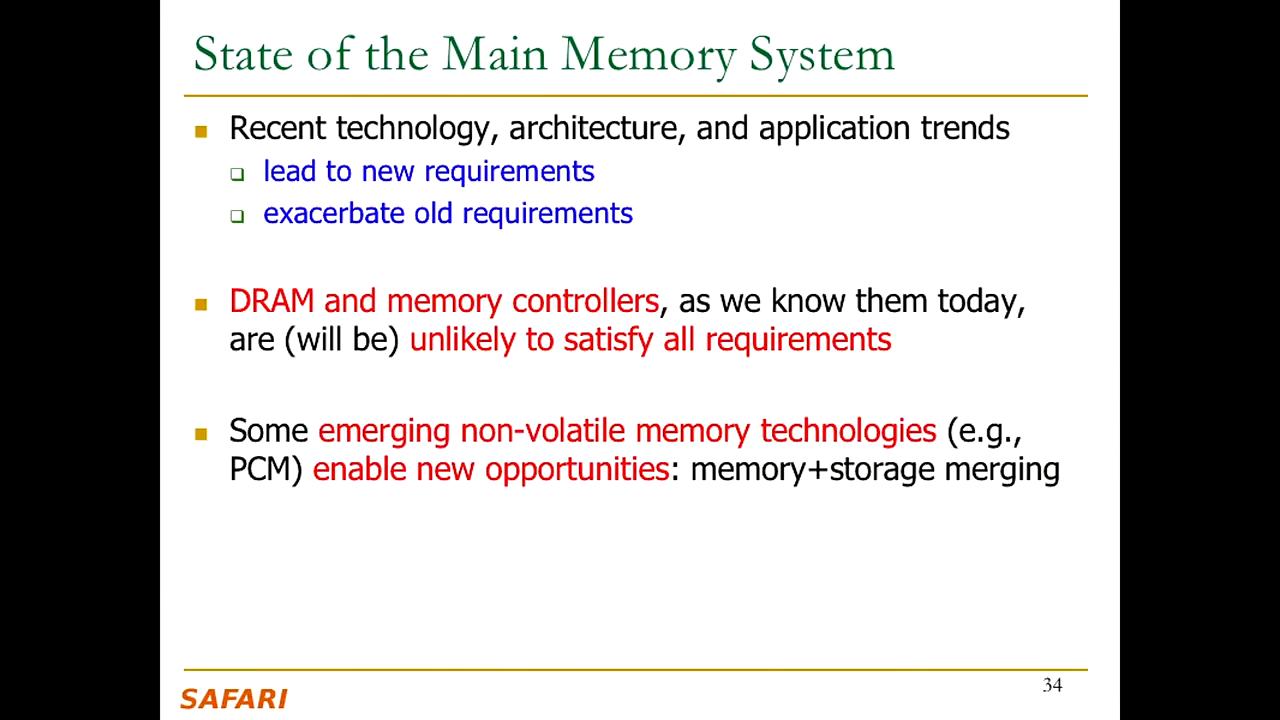 State of the Main Memory System
Recent technology, architecture, and application trends
lead to new requirements
exacerbate old requirements
DRAM and memory controllers, as we know them today,
are (will be) unlikely to satisfy all requirements
Some emerging non-volatile memory technologies (e.g.,
PCM) enable new opportunities: memory+storage merging
SAFARI
34